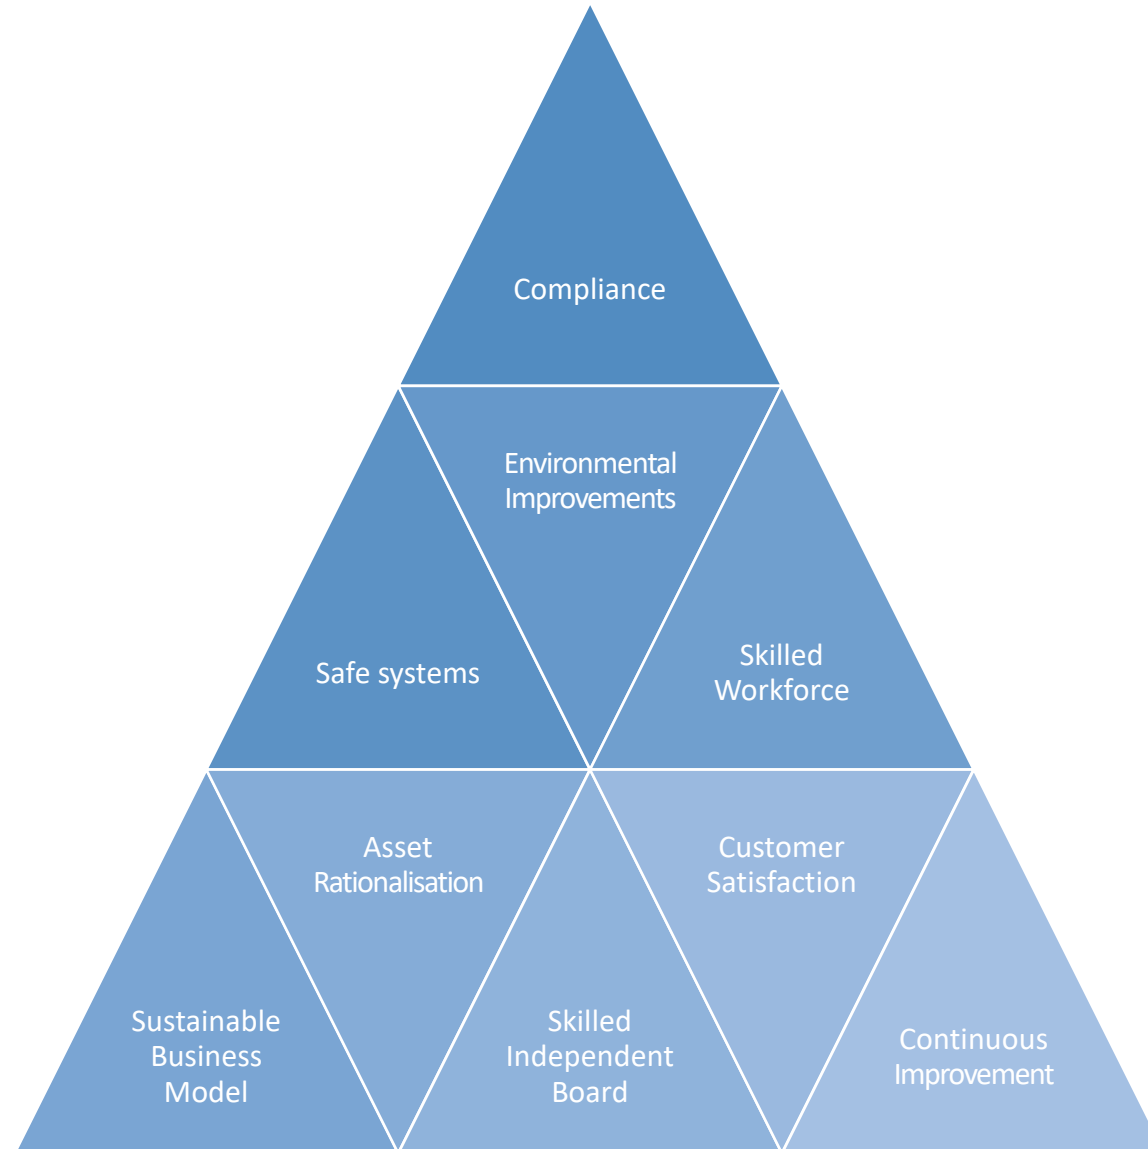 Compliance
Environmental
Improvements
Safe systems
Skilled
Workforce
Asset
Rationalisation
Customer
Satisfaction
Sustainable
Business
Model
Skilled
Independent
Board
Continuous
Improvement